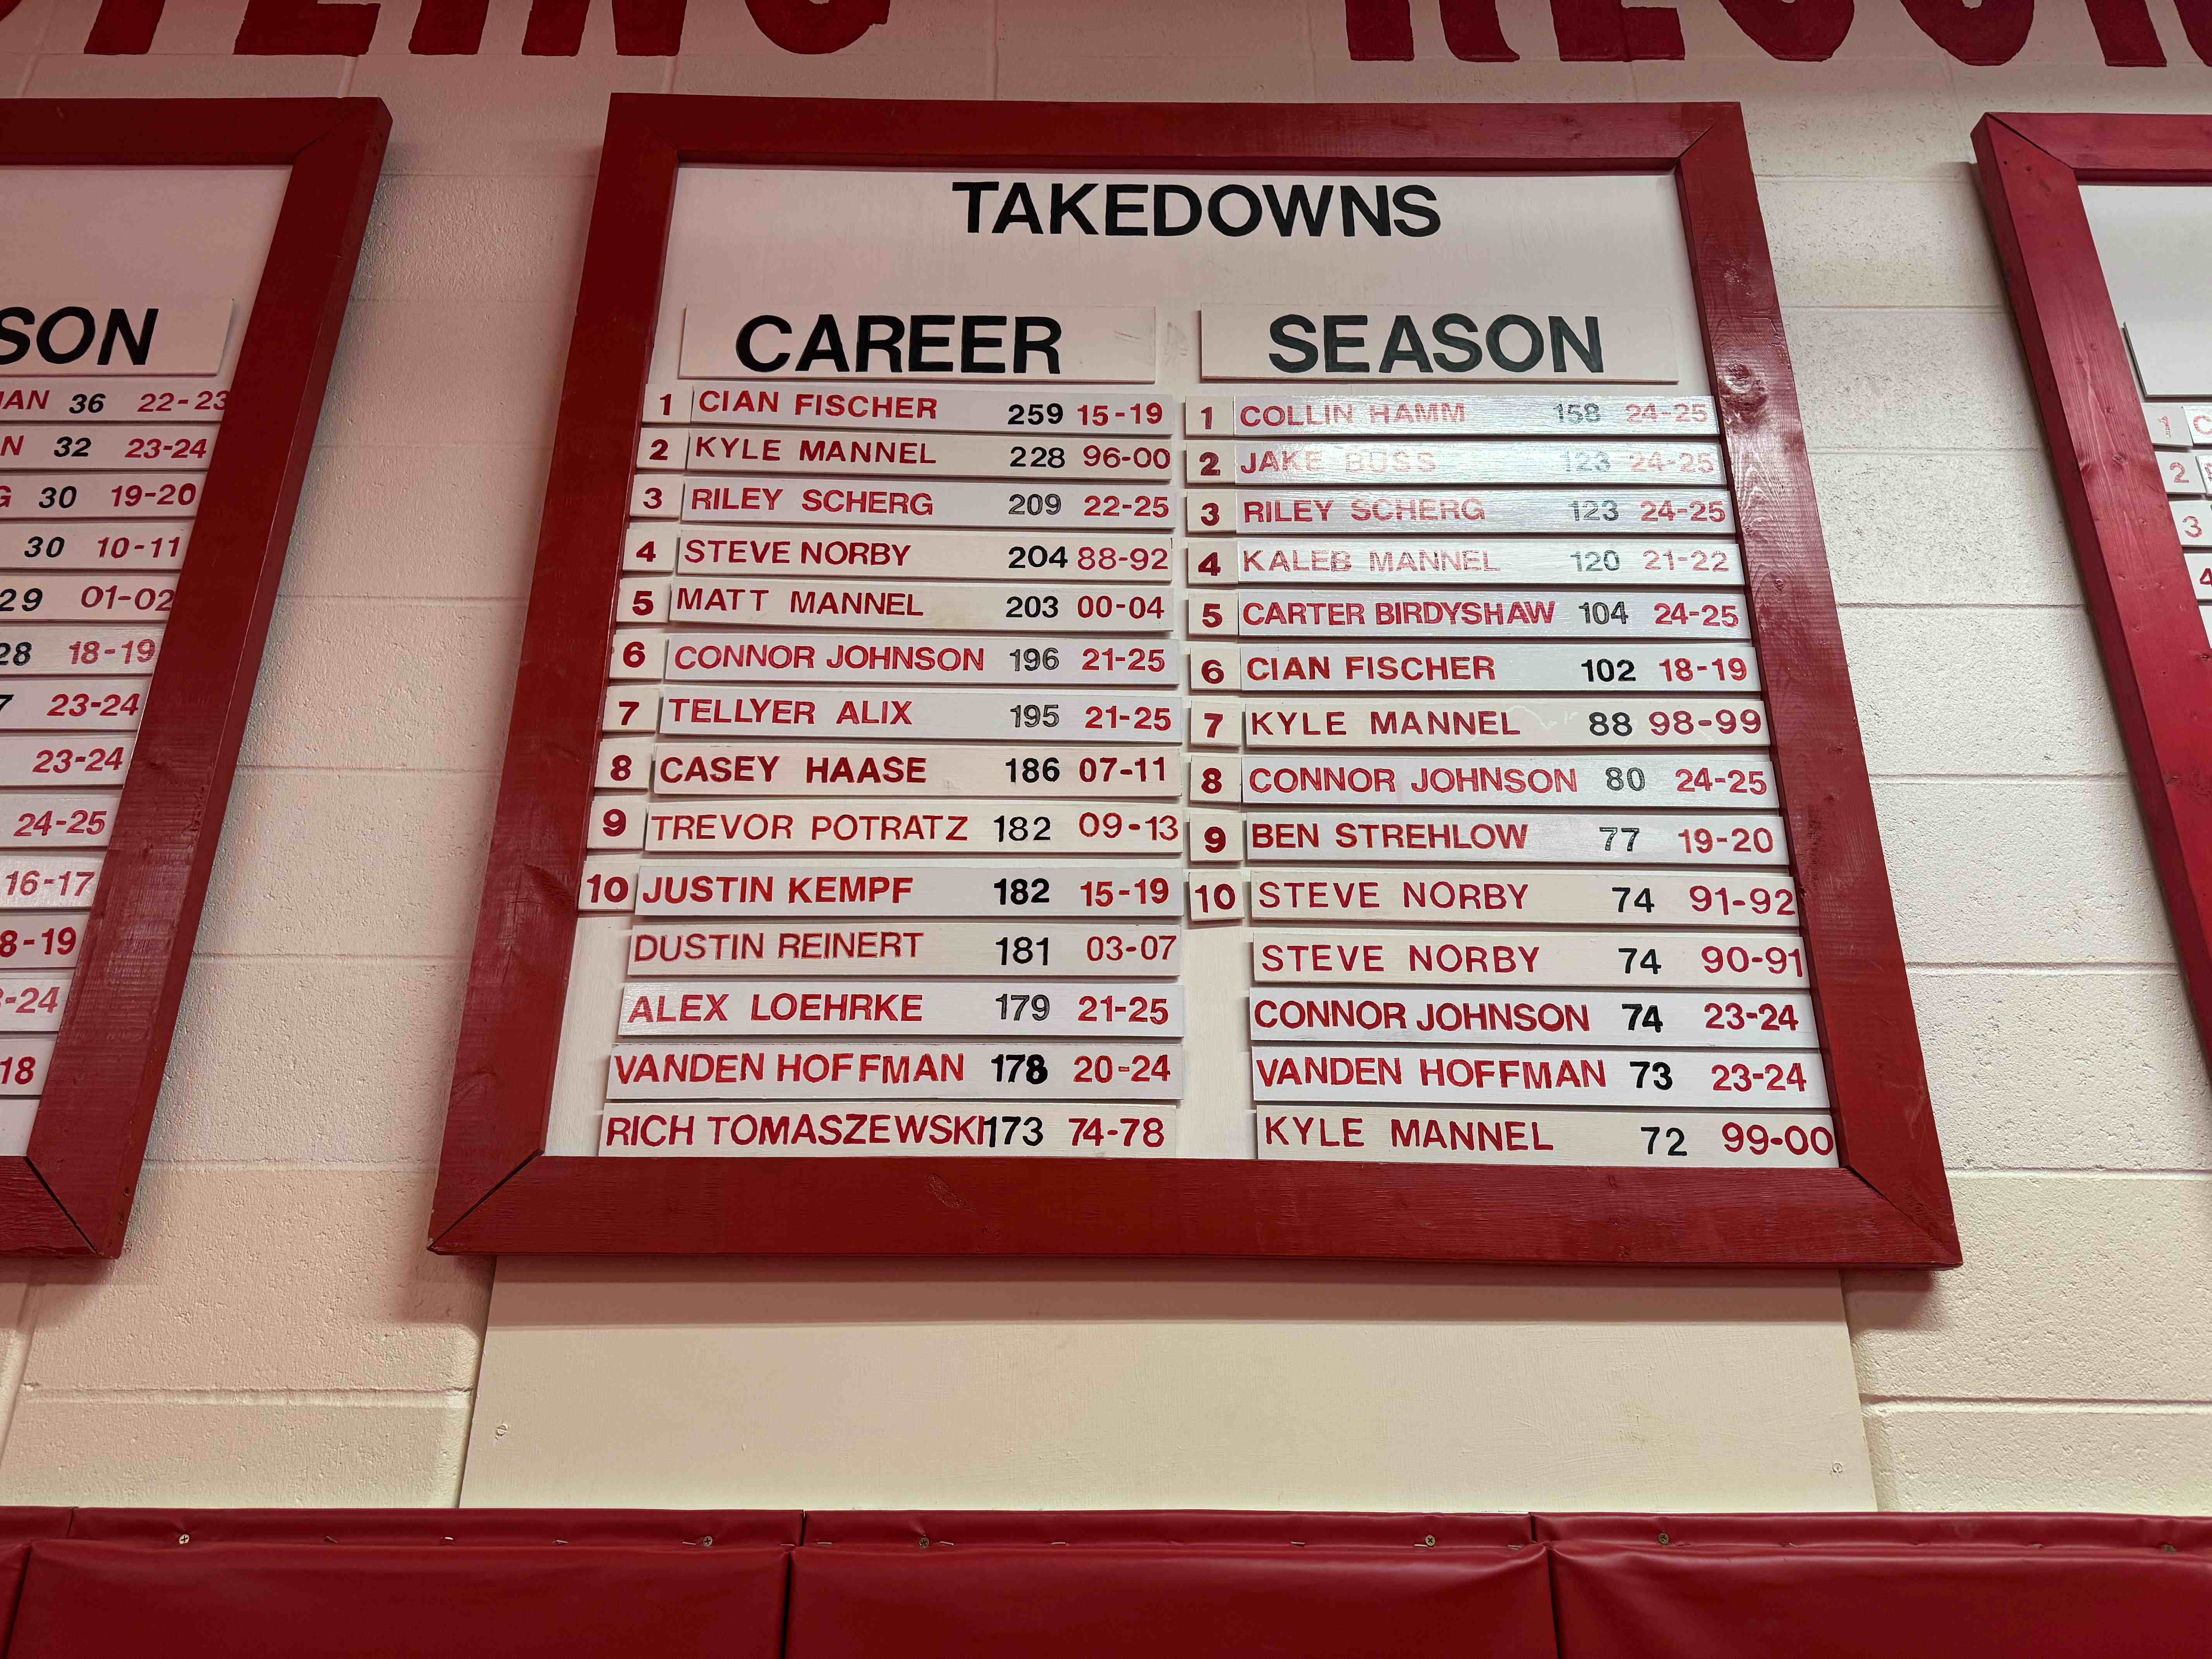 TAKEDOWNS
CAREER
1 CIAN FISCHER 259 15-19
2 KYLE MANNEL 228 96-00
3 RILEY SCHERG 209 22-25
4 STEVE NORBY 204 88-92
5 MATT MANNEL 203 00-04
6 CONNOR JOHNSON 196 21-25
7 TELLYER ALIX 195 21-25
8 CASEY HAASE 186 07-11
9 TREVOR POTRATZ 182 09-13
10 JUSTIN KEMPF 182 15-19
DUSTIN REINERT 181 03-07
ALEX LOEHRKE 179 21-25
VANDEN HOFFMAN 178 20-24
RICH TOMASZEWSKI 173 74-78
SEASON
1 COLLIN HAMM 158 24-25
2 JAKE BUSS 123 24-25
3 RILEY SCHERG 123 24-25
4 KALEB MANNEL 120 21-22
5 CARTER BIRDYSHAW 104 24-25
6 CIAN FISCHER 102 18-19
7 KYLE MANNEL 88 98-99
8 CONNOR JOHNSON 80 24-25
9 BEN STREHLOW 77 19-20
10 STEVE NORBY 74 91-92
STEVE NORBY 74 90-91
CONNOR JOHNSON 74 23-24
VANDEN HOFFMAN 73 23-24
KYLE MANNEL 72 99-00
36 22-23
32 23-24
30 19-20
30 10-11
29 01-02
28 18-19
23-24
23-24
24-25
16-17
1
2
3
4